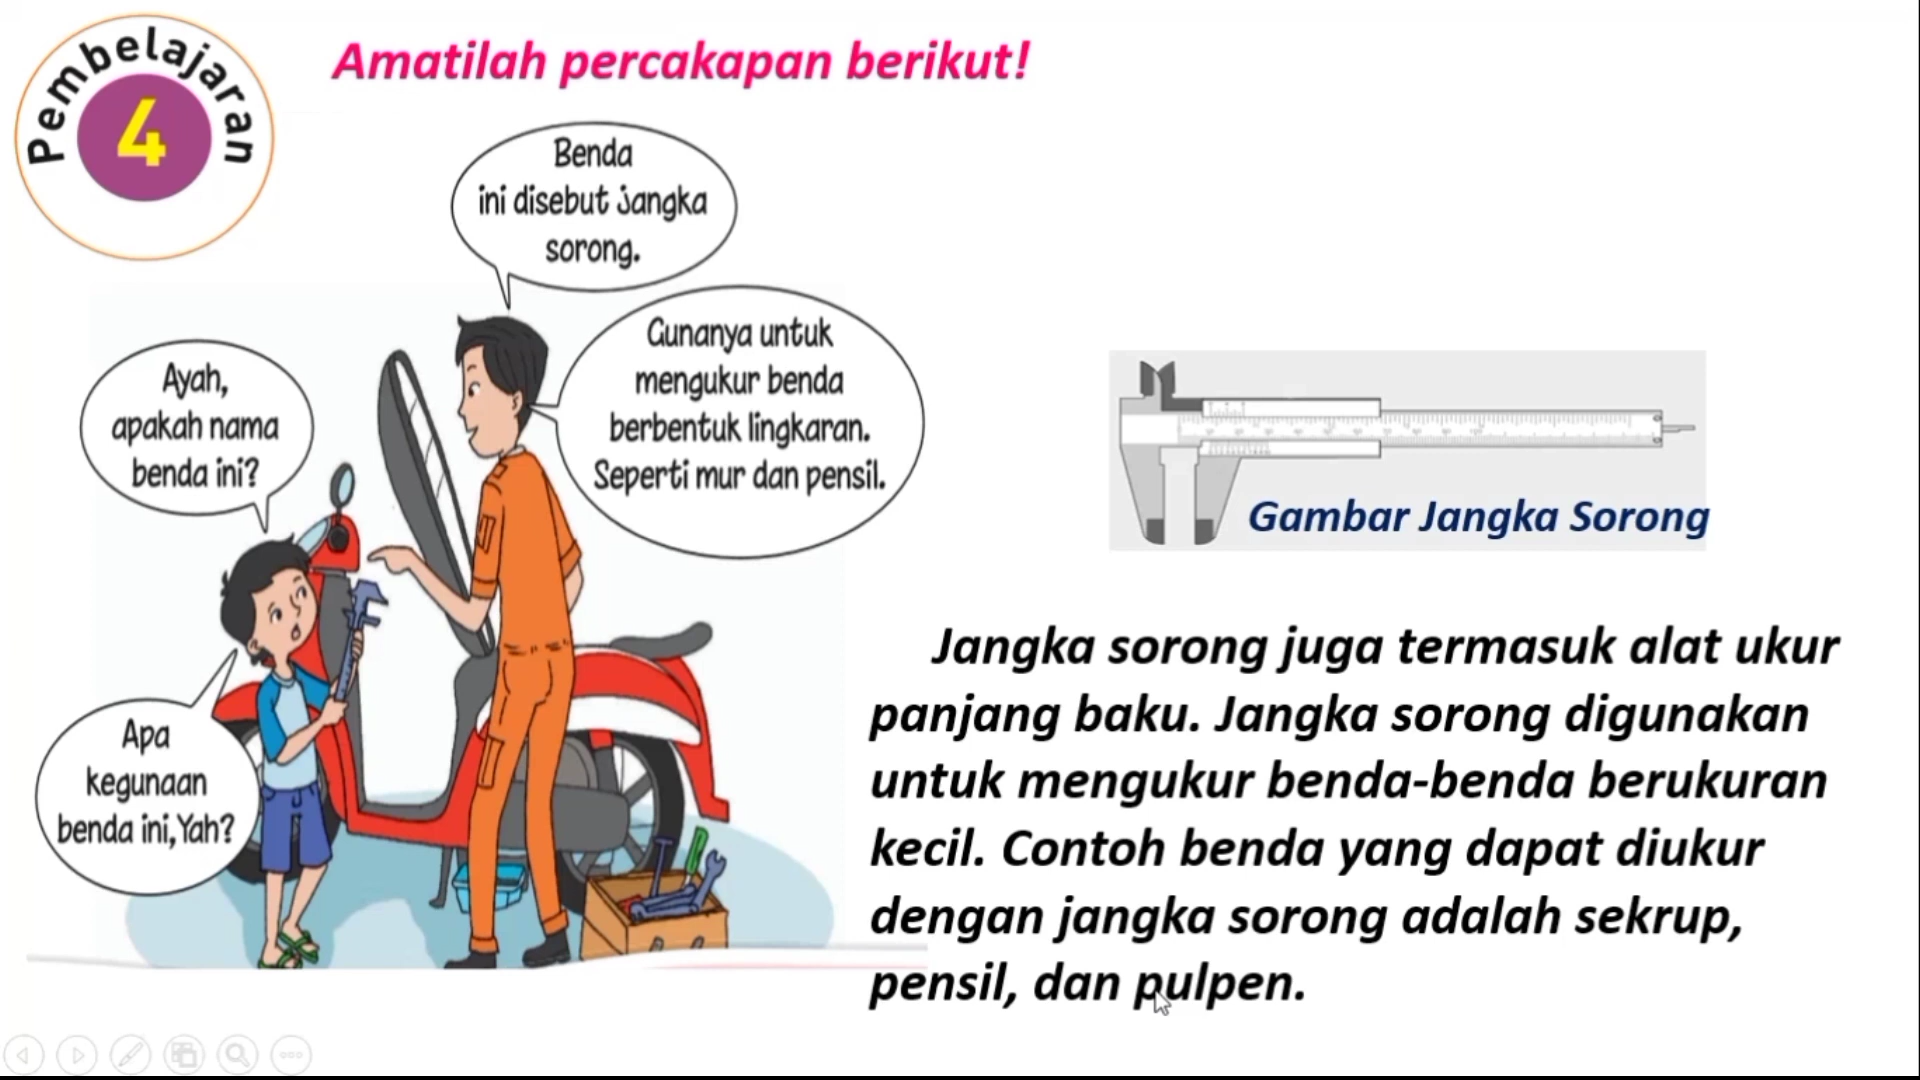 Pembelajaran
4
Amatilah percakapan berikut!
Benda
ini disebut jangka
sorong.
Gunanya untuk
mengukur benda
berbentuk lingkaran.
Seperti mur dan pensil.
Ayah,
apakah nama
benda ini?
Apa
kegunaan
benda ini, Yah?
Gambar Jangka Sorong
Jangka sorong juga termasuk alat ukur
panjang baku. Jangka sorong digunakan
untuk mengukur benda-benda berukuran
kecil. Contoh benda yang dapat diukur
dengan jangka sorong adalah sekrup,
pensil, dan pulpen.